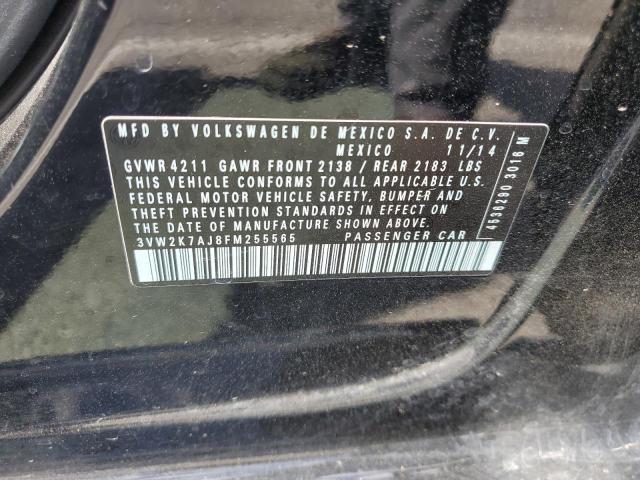 MFD BY VOLKSWAGEN DE MEXICO S.A. DE C.V.
MEXICO 11/14
GVWR 4211 GAWR FRONT 2138 / REAR 2183 LBS
THIS VEHICLE CONFORMS TO ALL APPLICABLE U.S.
FEDERAL MOTOR VEHICLE SAFETY, BUMPER AND
THEFT PREVENTION STANDARDS IN EFFECT ON
THE DATE OF MANUFACTURE SHOWN ABOVE.
3VW2K7AJ8FM255565 PASSENGER CAR
4636290 3016 M